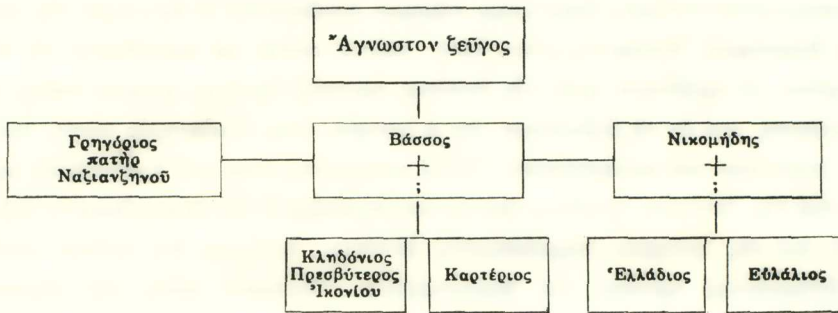 Ἄγνωστον ζεῦγος
Γρηγόριος
πατὴρ
Ναζιανζηνοῦ
Βάσσος
+
;
Νικομήδης
+
;
Κληδόνιος
Πρεσβύτερος
Ἰκονίου
Καρτέριος
Ἑλλάδιος
Εὐλάλιος